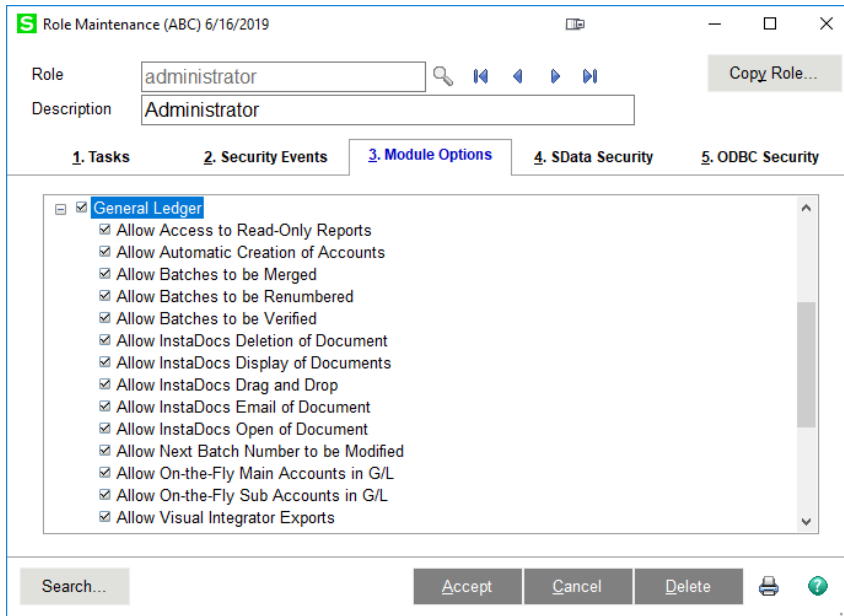 S Role Maintenance (ABC) 6/16/2019
Role administrator Copy Role...
Description Administrator
1. Tasks 2. Security Events 3. Module Options 4. SData Security 5. ODBC Security
General Ledger
Allow Access to Read-Only Reports
Allow Automatic Creation of Accounts
Allow Batches to be Merged
Allow Batches to be Renumbered
Allow Batches to be Verified
Allow InstaDocs Deletion of Document
Allow InstaDocs Display of Documents
Allow InstaDocs Drag and Drop
Allow InstaDocs Email of Document
Allow InstaDocs Open of Document
Allow Next Batch Number to be Modified
Allow On-the-Fly Main Accounts in G/L
Allow On-the-Fly Sub Accounts in G/L
Allow Visual Integrator Exports
Search... Accept Cancel Delete ?